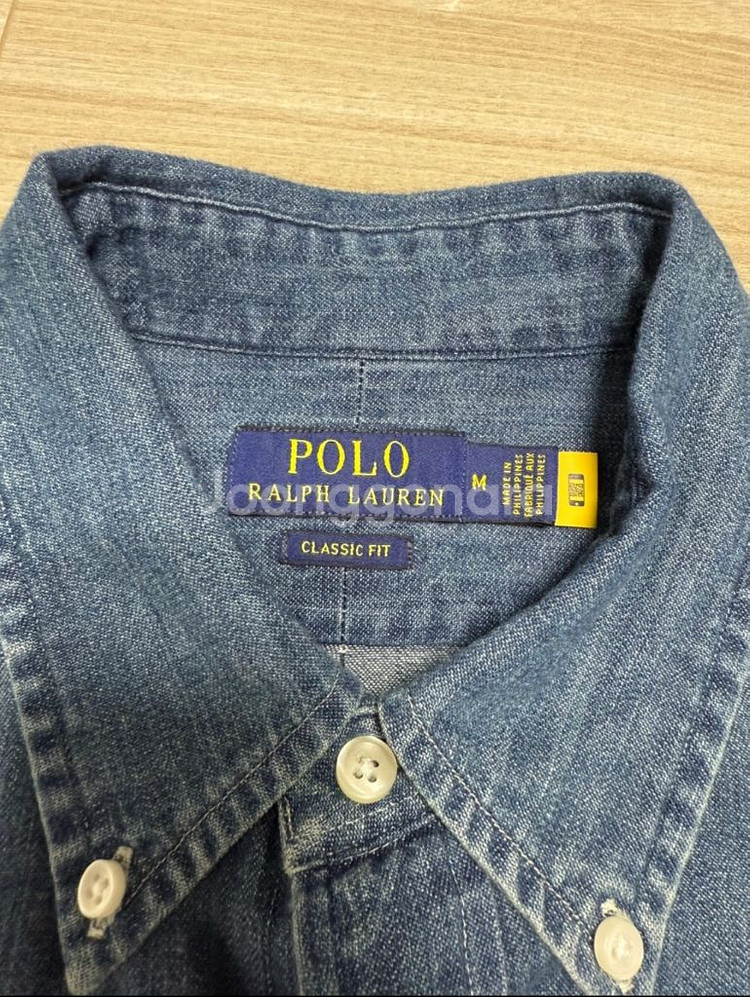 POLO
RALPH LAUREN
M
MADE IN
PHILIPPINES
FABRIQUÉ AUX
PHILIPPINES
CLASSIC FIT
Joonggonara